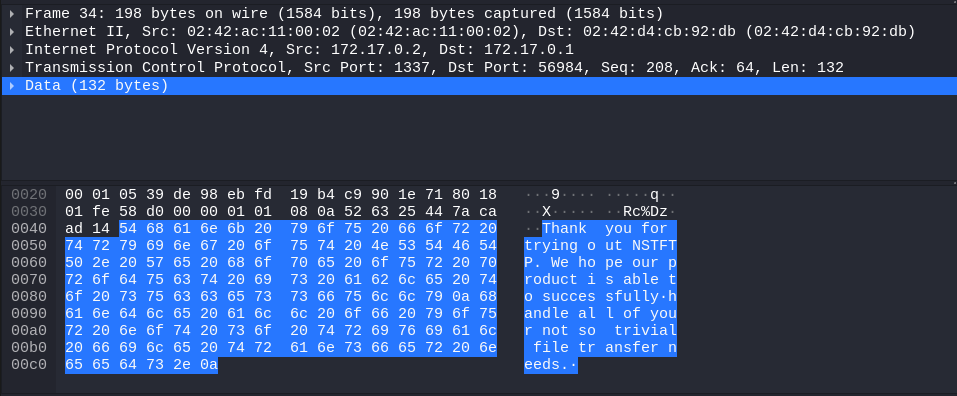 Frame 34: 198 bytes on wire (1584 bits), 198 bytes captured (1584 bits)
Ethernet II, Src: 02:42:ac:11:00:02 (02:42:ac:11:00:02), Dst: 02:42:d4:cb:92:db (02:42:d4:cb:92:db)
Internet Protocol Version 4, Src: 172.17.0.2, Dst: 172.17.0.1
Transmission Control Protocol, Src Port: 1337, Dst Port: 56984, Seq: 208, Ack: 64, Len: 132
Data (132 bytes)
0020 00 01 05 39 de 98 eb fd 19 b4 c9 90 1e 71 80 18 ···9···· ·····q··
0030 01 fe 58 d0 00 00 01 01 08 0a 52 63 25 44 7a ca ··X····· ··Rc%Dz·
0040 ad 14 54 68 61 6e 6b 20 79 6f 75 20 66 6f 72 20 ··Thank you for
0050 74 72 79 69 6e 67 20 6f 75 74 20 4e 53 54 46 54 trying o ut NSTFT
0060 50 2e 20 57 65 20 68 6f 70 65 20 6f 75 72 20 70 P. We ho pe our p
0070 72 6f 64 75 63 74 20 69 73 20 61 62 6c 65 20 74 roduct i s able t
0080 6f 20 73 75 63 63 65 73 73 66 75 6c 6c 79 0a 68 o succes sfully·h
0090 61 6e 64 6c 65 20 61 6c 6c 20 6f 66 20 79 6f 75 andle al l of you
00a0 72 20 6e 6f 74 20 73 6f 20 74 72 69 76 69 61 6c r not so trivial
00b0 20 66 69 6c 65 20 74 72 61 6e 73 66 65 72 20 6e file tr ansfer n
00c0 65 65 64 73 2e 0a eeds.·